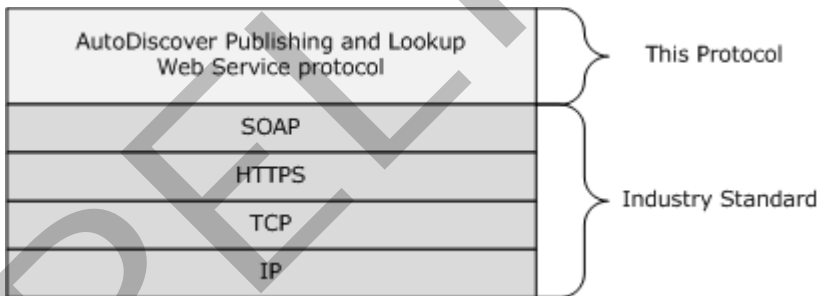 AutoDiscover Publishing and Lookup
Web Service protocol
This Protocol
SOAP
HTTPS
TCP
IP
Industry Standard